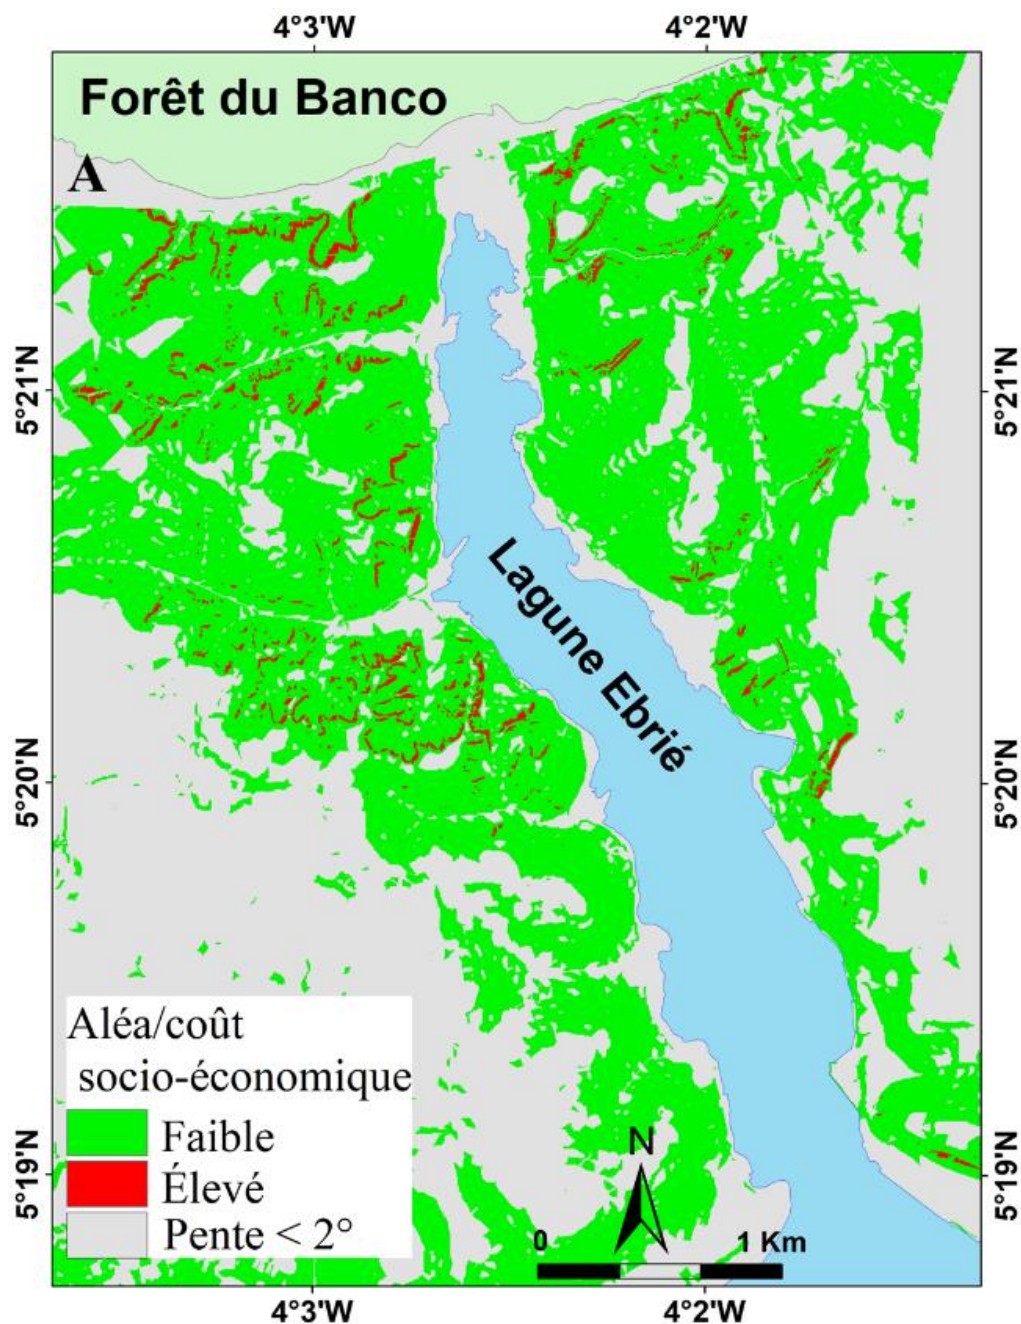 4°3'W 4°2'W
Forêt du Banco
A
5°21'N 5°21'N
Lagune Ebrié
5°20'N 5°20'N
Aléa/coût
socio-économique
Faible
Élevé
Pente < 2°
N
0 1 Km
5°19'N 5°19'N
4°3'W 4°2'W